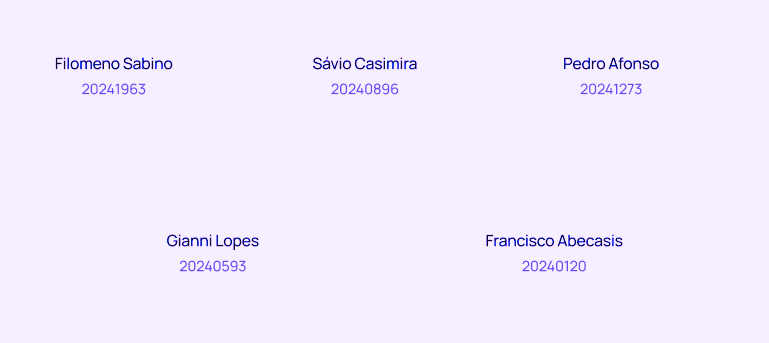 Filomeno Sabino
20241963
Sávio Casimira
20240896
Pedro Afonso
20241273
Gianni Lopes
20240593
Francisco Abecasis
20240120